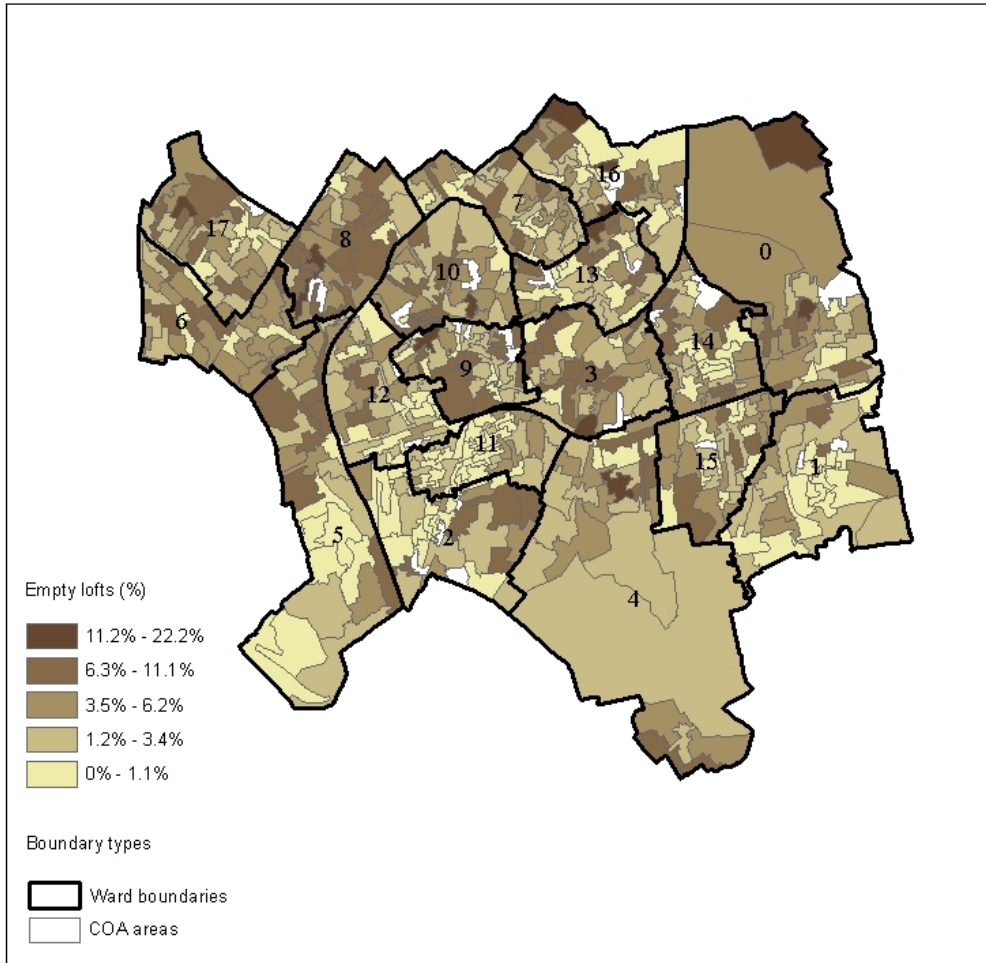 16
17
7
8
0
10
13
6
14
9
3
12
11
15
1
5
2
4
Empty lofts (%)
11.2% - 22.2%
6.3% - 11.1%
3.5% - 6.2%
1.2% - 3.4%
0% - 1.1%
Boundary types
Ward boundaries
COA areas